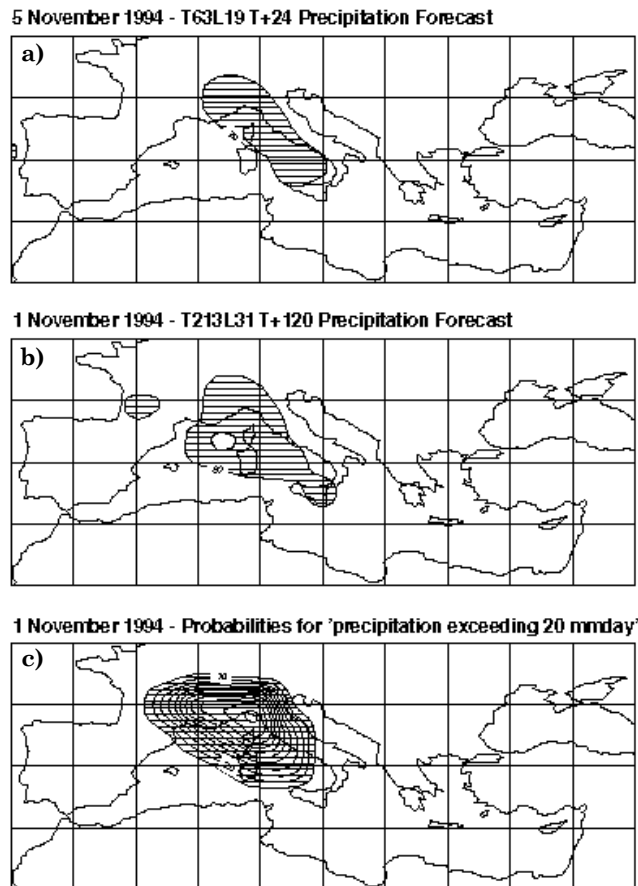 5 November 1994 - T63L19 T+24 Precipitation Forecast
a)
1 November 1994 - T213L31 T+120 Precipitation Forecast
b)
1 November 1994 - Probabilities for 'precipitation exceeding 20 mmday'
c)